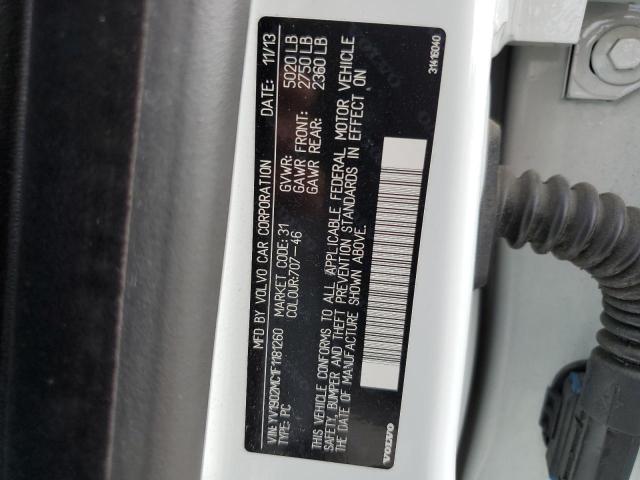 MFD BY VOLVO CAR CORPORATION DATE: 11/13
VIN: YV1902MC1F1181260
TYPE: PC
MARKET CODE: 31
COLOUR: 707-46
GVWR: 5020 LB
GAWR FRONT: 2750 LB
GAWR REAR: 2360 LB
THIS VEHICLE CONFORMS TO ALL APPLICABLE FEDERAL MOTOR VEHICLE
SAFETY, BUMPER AND THEFT PREVENTION STANDARDS IN EFFECT ON
THE DATE OF MANUFACTURE SHOWN ABOVE.
VOLVO
31416040